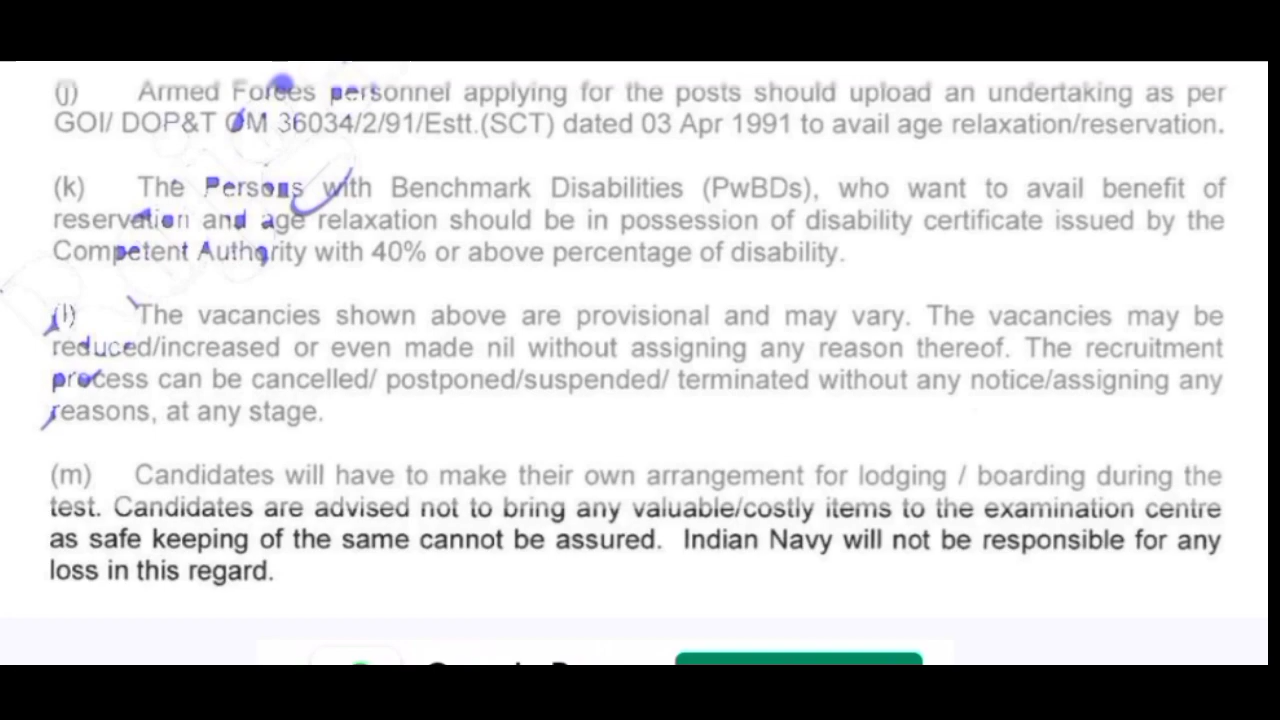 (j) Armed Forces personnel applying for the posts should upload an undertaking as per
GOI/ DOP&T OM 36034/2/91/Estt.(SCT) dated 03 Apr 1991 to avail age relaxation/reservation.
(k) The Persons with Benchmark Disabilities (PwBDs), who want to avail benefit of
reservation and age relaxation should be in possession of disability certificate issued by the
Competent Authority with 40% or above percentage of disability.
(l) The vacancies shown above are provisional and may vary. The vacancies may be
reduced/increased or even made nil without assigning any reason thereof. The recruitment
process can be cancelled/ postponed/suspended/ terminated without any notice/assigning any
reasons, at any stage.
(m) Candidates will have to make their own arrangement for lodging / boarding during the
test. Candidates are advised not to bring any valuable/costly items to the examination centre
as safe keeping of the same cannot be assured. Indian Navy will not be responsible for any
loss in this regard.